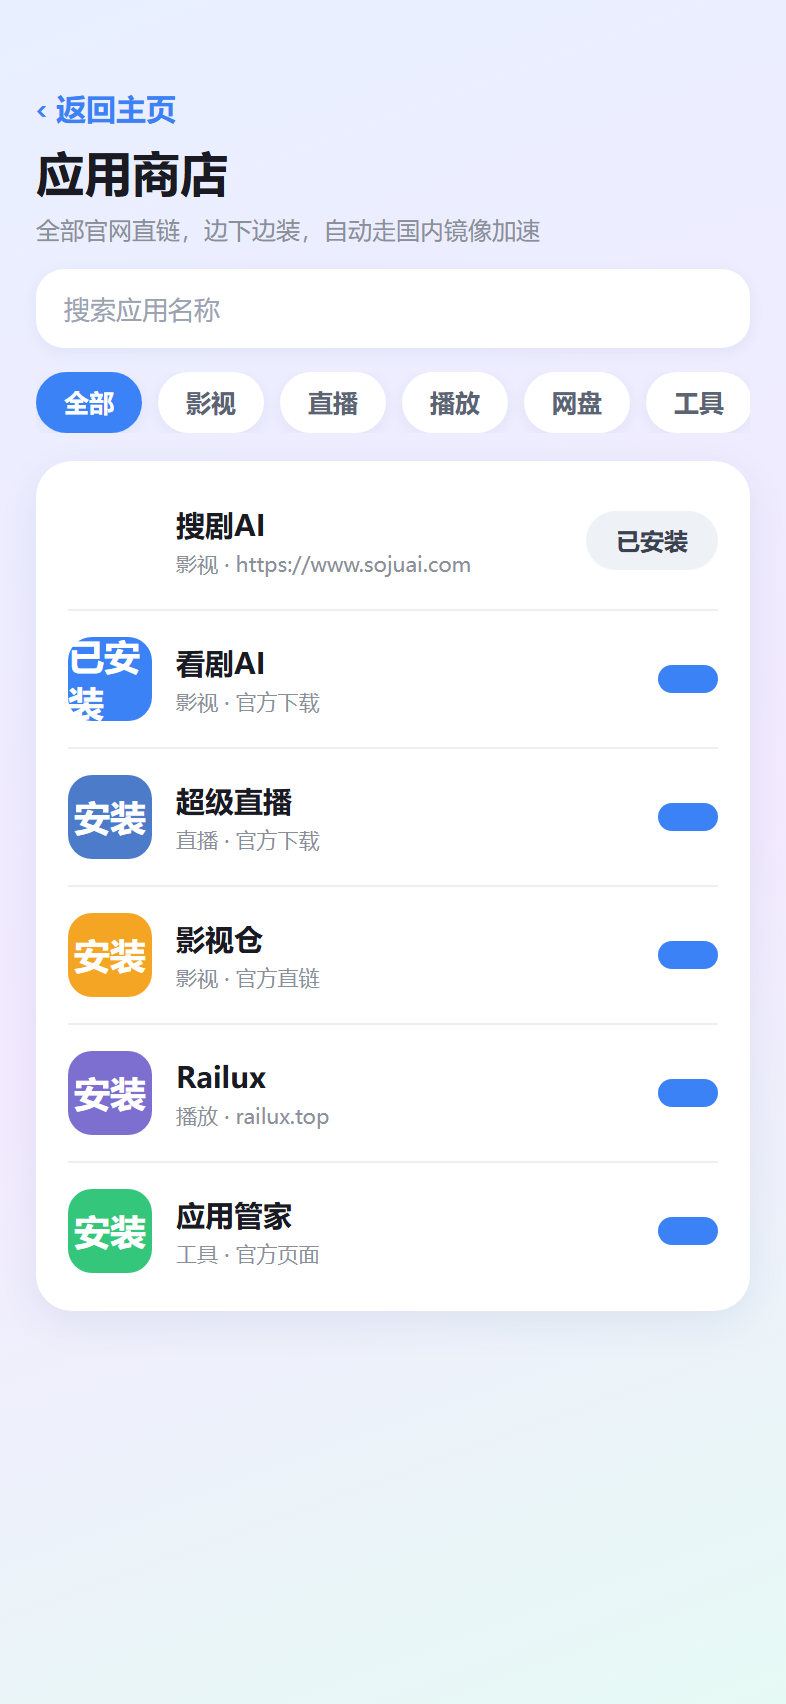 ‹ 返回主页
应用商店
全部官网直链，边下边装，自动走国内镜像加速
搜索应用名称
全部 影视 直播 播放 网盘 工具
搜剧AI
影视 · https://www.sojuai.com
已安装
已安
装
看剧AI
影视 · 官方下载
安装
超级直播
直播 · 官方下载
安装
影视仓
影视 · 官方直链
安装
Railux
播放 · railux.top
安装
应用管家
工具 · 官方页面